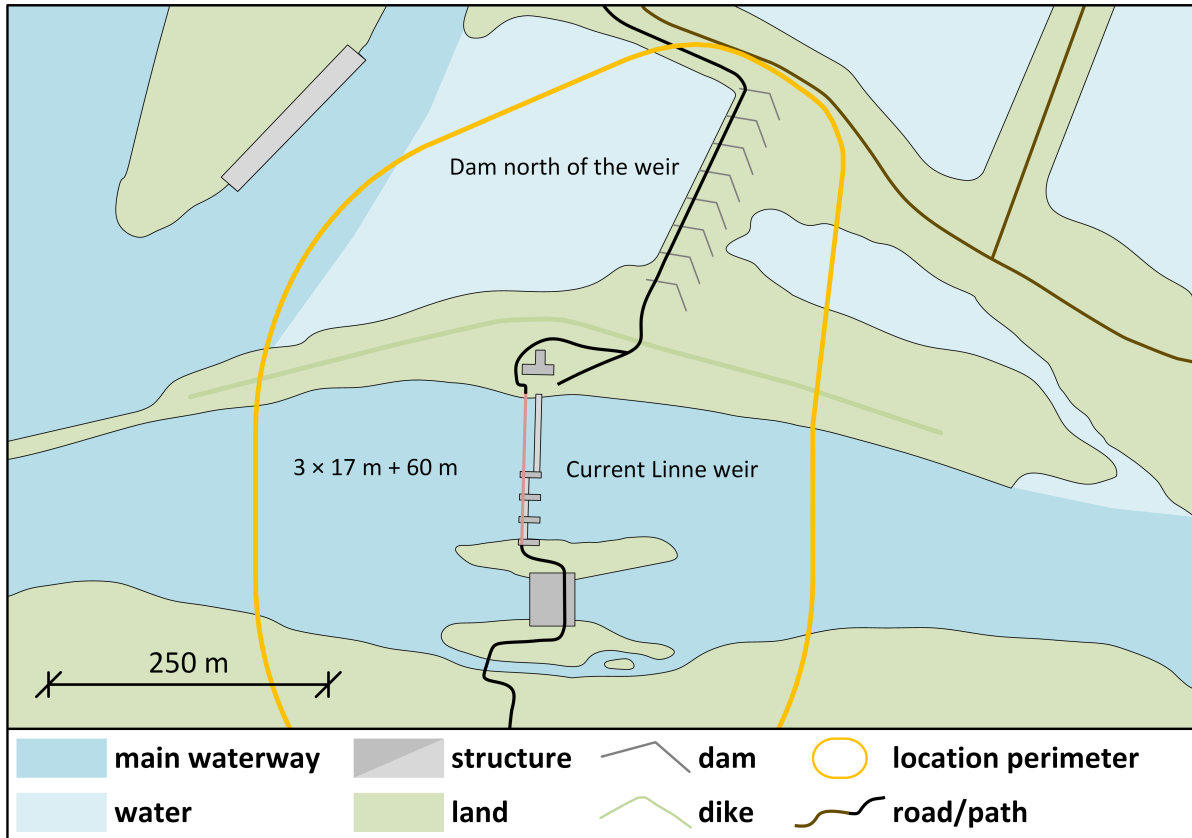 Dam north of the weir
3 × 17 m + 60 m
Current Linne weir
250 m
main waterway
structure
dam
location perimeter
water
land
dike
road/path